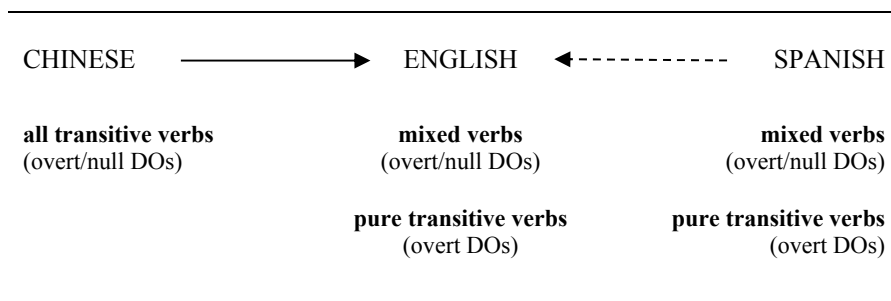 CHINESE ENGLISH SPANISH
all transitive verbs mixed verbs mixed verbs
(overt/null DOs) (overt/null DOs) (overt/null DOs)
pure transitive verbs pure transitive verbs
(overt DOs) (overt DOs)